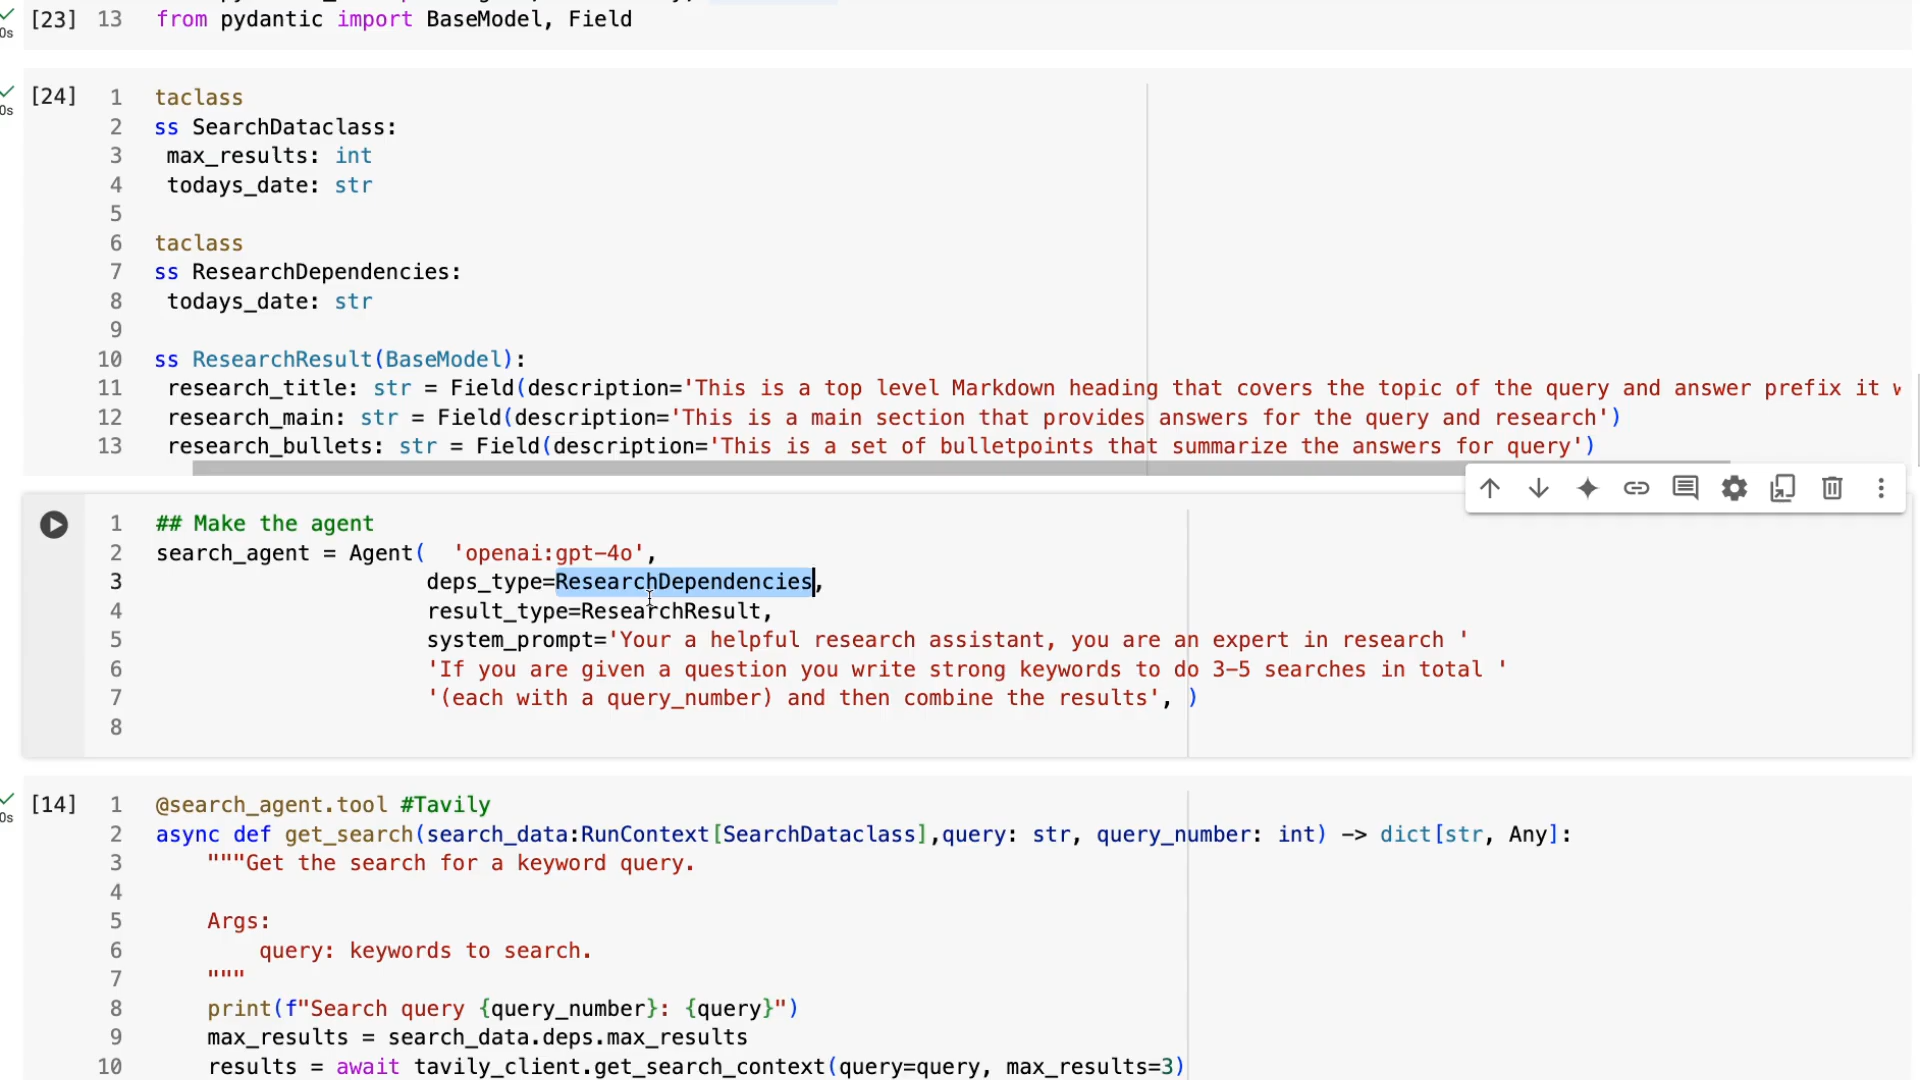 [23] 13 from pydantic import BaseModel, Field
0s
[24] 1 taclass
0s
2 ss SearchDataclass:
3 max_results: int
4 todays_date: str
5
6 taclass
7 ss ResearchDependencies:
8 todays_date: str
9
10 ss ResearchResult(BaseModel):
11 research_title: str = Field(description='This is a top level Markdown heading that covers the topic of the query and answer prefix it
12 research_main: str = Field(description='This is a main section that provides answers for the query and research')
13 research_bullets: str = Field(description='This is a set of bulletpoints that summarize the answers for query')
1 ## Make the agent
2 search_agent = Agent( 'openai:gpt-4o',
3 deps_type=ResearchDependencies,
4 result_type=ResearchResult,
5 system_prompt='Your a helpful research assistant, you are an expert in research '
6 'If you are given a question you write strong keywords to do 3-5 searches in total '
7 '(each with a query_number) and then combine the results', )
8
[14] 1 @search_agent.tool #Tavily
0s
2 async def get_search(search_data:RunContext[SearchDataclass],query: str, query_number: int) -> dict[str, Any]:
3 """Get the search for a keyword query.
4
5 Args:
6 query: keywords to search.
7 """
8 print(f"Search query {query_number}: {query}")
9 max_results = search_data.deps.max_results
10 results = await tavily_client.get_search_context(query=query, max_results=3)